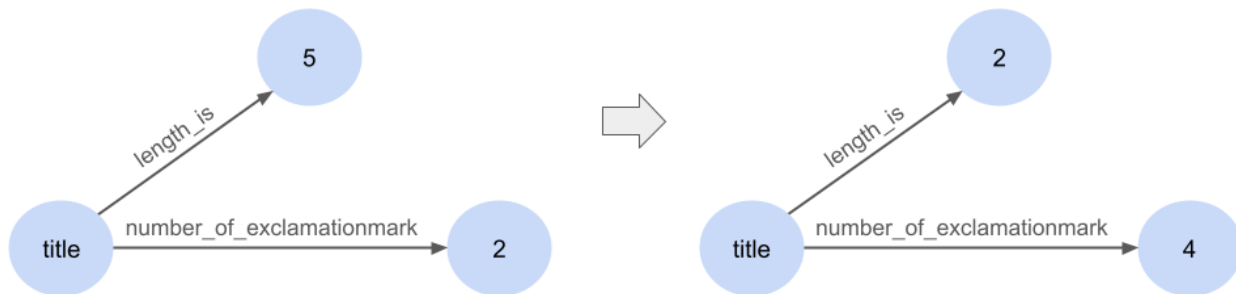 5
length_is
title
number_of_exclamationmark
2
2
length_is
title
number_of_exclamationmark
4